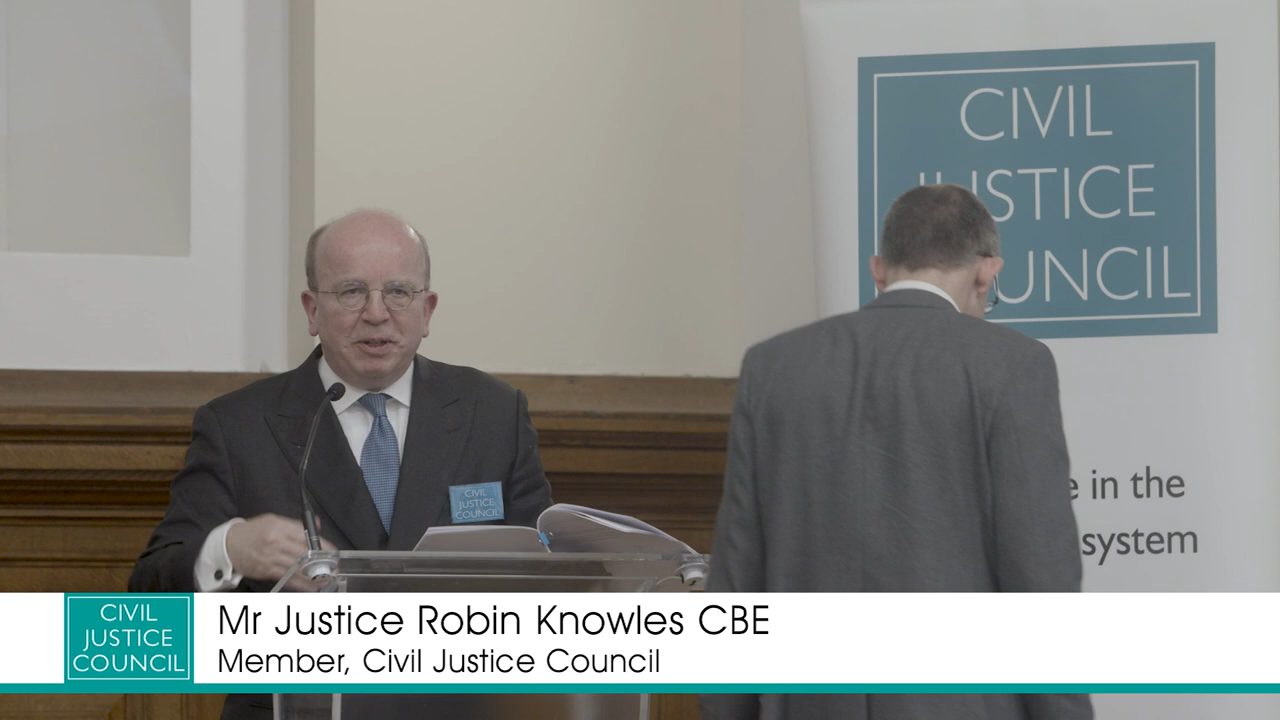 CIVIL
JUSTICE
COUNCIL
in the
system
CIVIL
JUSTICE
COUNCIL
CIVIL
JUSTICE
COUNCIL
Mr Justice Robin Knowles CBE
Member, Civil Justice Council